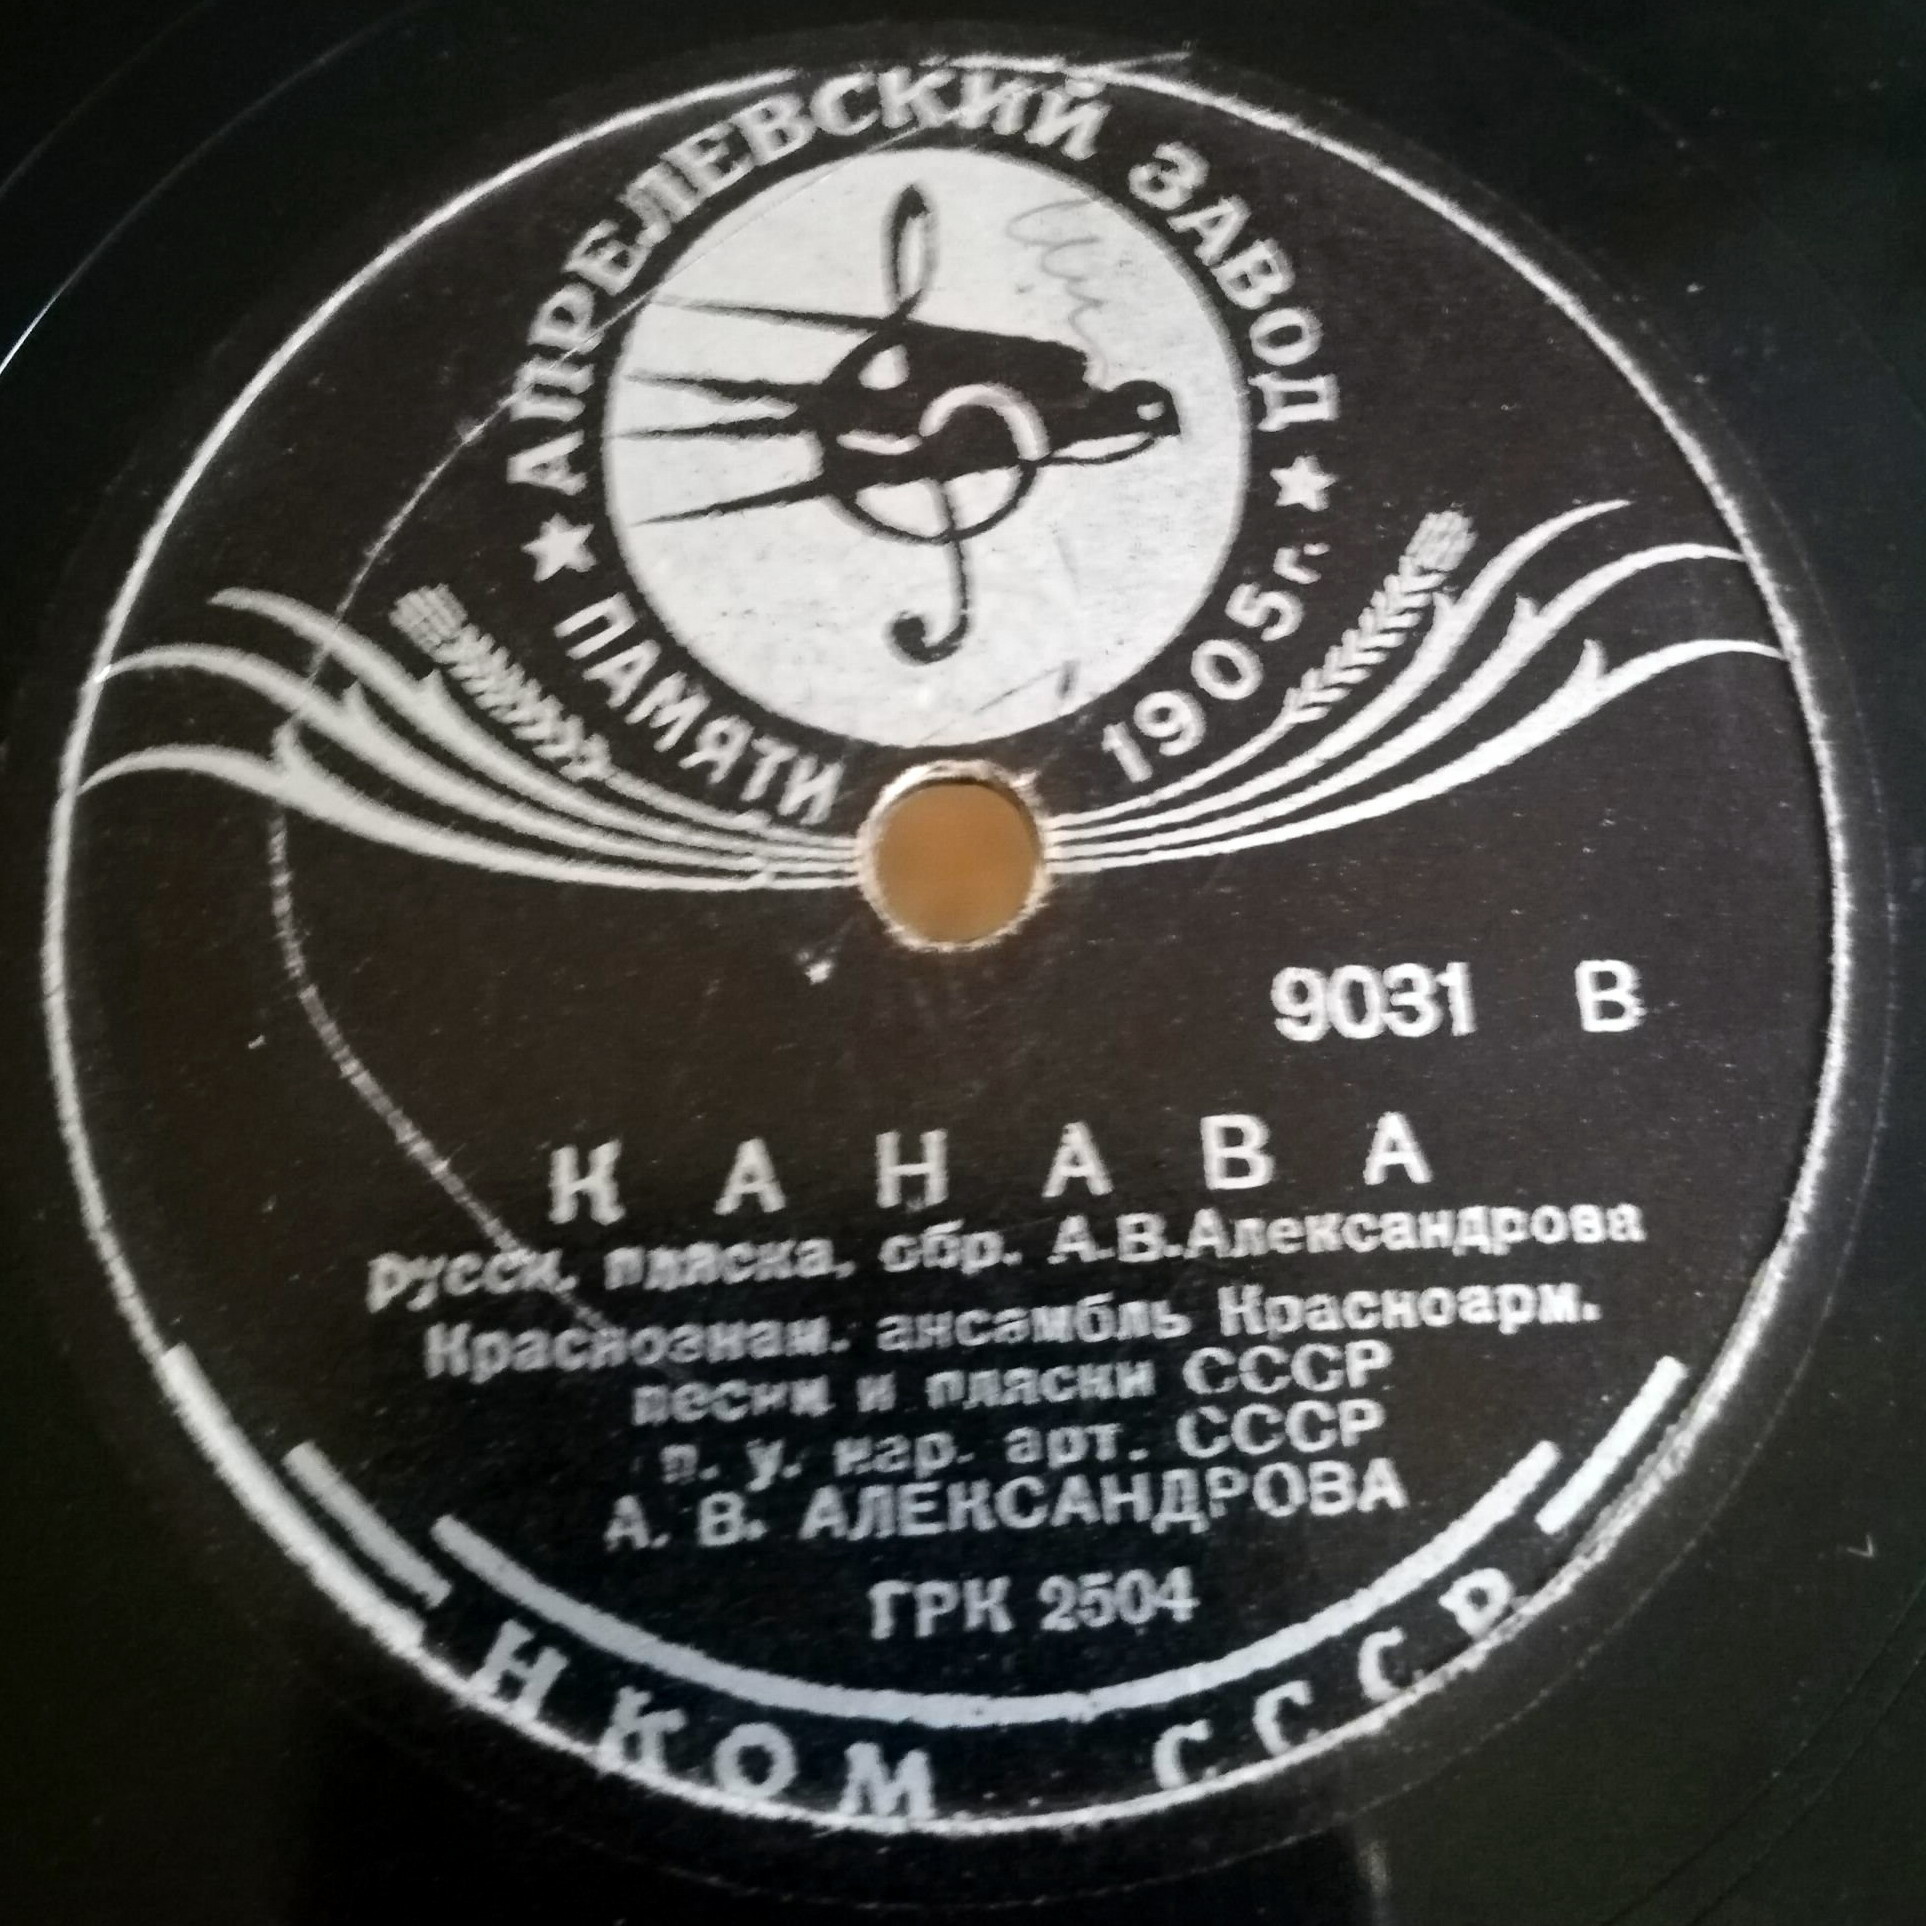 АПРЕЛЕВСКИЙ ЗАВОД
ПАМЯТИ 1905г.
9031 В
КАНАВА
Русск. пляска, обр. А.В.Александрова
Краснознам. ансамбль Красноарм.
песни и пляски СССР
п. у. нар. арт. СССР
А. В. АЛЕКСАНДРОВА
ГРК 2504
НКОМ СССР